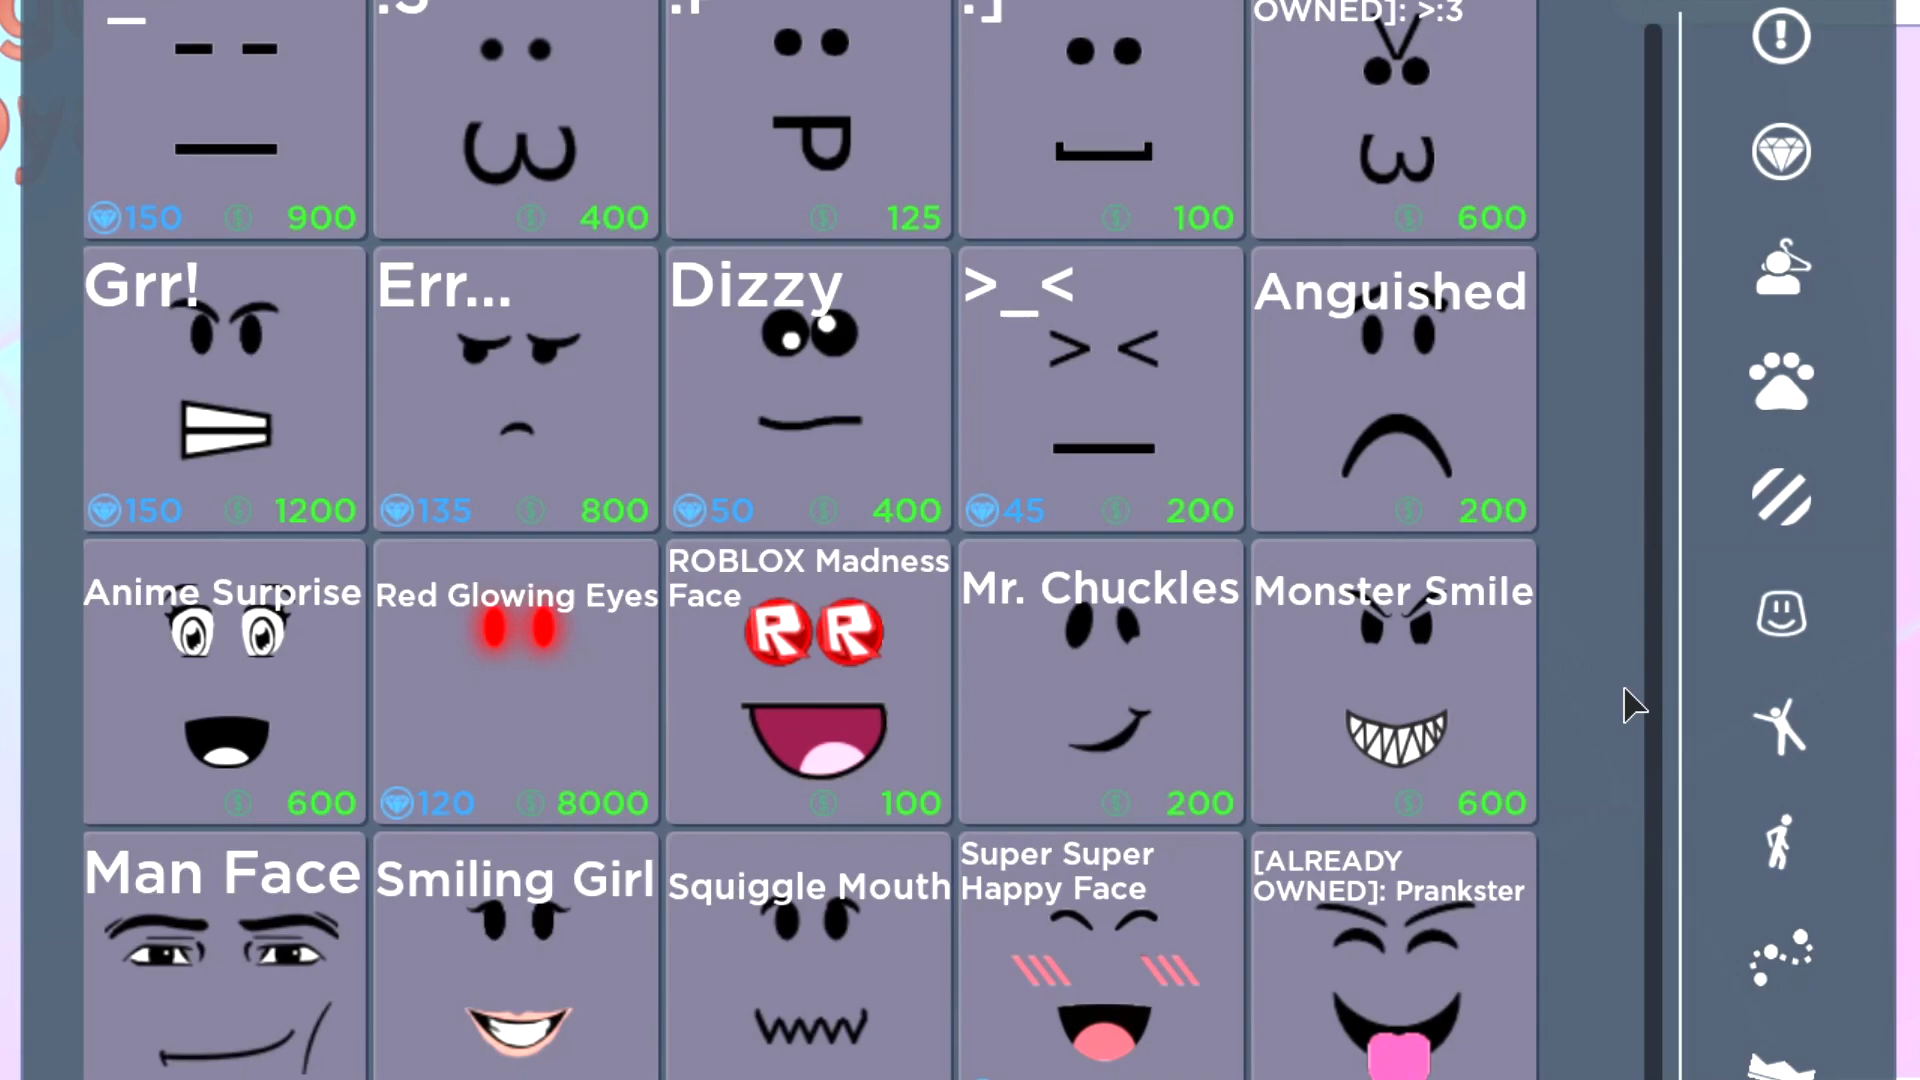 :3
:P
:]
OWNED]: >:3
150 900
400
125
100
600
Grr!
Err...
Dizzy
>_<
Anguished
150 1200
135 800
50 400
45 200
200
Anime Surprise
Red Glowing Eyes
ROBLOX Madness
Face
Mr. Chuckles
Monster Smile
600
120 8000
100
200
600
Man Face
Smiling Girl
Squiggle Mouth
Super Super
Happy Face
[ALREADY
OWNED]: Prankster